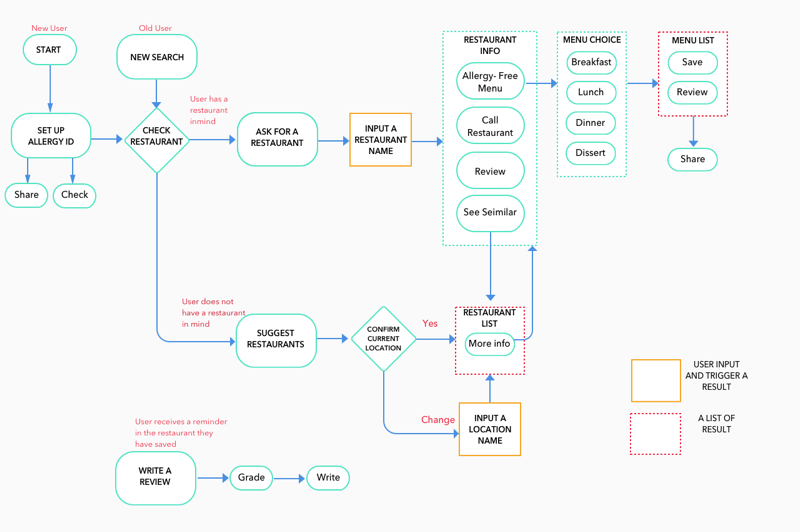 New User
START
SET UP
ALLERGY ID
Share
Check
Old User
NEW SEARCH
CHECK
RESTAURANT
User has a
restaurant
inmind
ASK FOR A
RESTAURANT
INPUT A
RESTAURANT
NAME
RESTAURANT
INFO
Allergy- Free
Menu
Call
Restaurant
Review
See Seimilar
MENU CHOICE
Breakfast
Lunch
Dinner
Dissert
MENU LIST
Save
Review
Share
User does not
have a restaurant
in mind
SUGGEST
RESTAURANTS
CONFIRM
CURRENT
LOCATION
Yes
RESTAURANT
LIST
More info
Change
INPUT A
LOCATION
NAME
User receives a reminder
in the restaurant they
have saved
WRITE A
REVIEW
Grade
Write
USER INPUT
AND TRIGGER A
RESULT
A LIST OF
RESULT